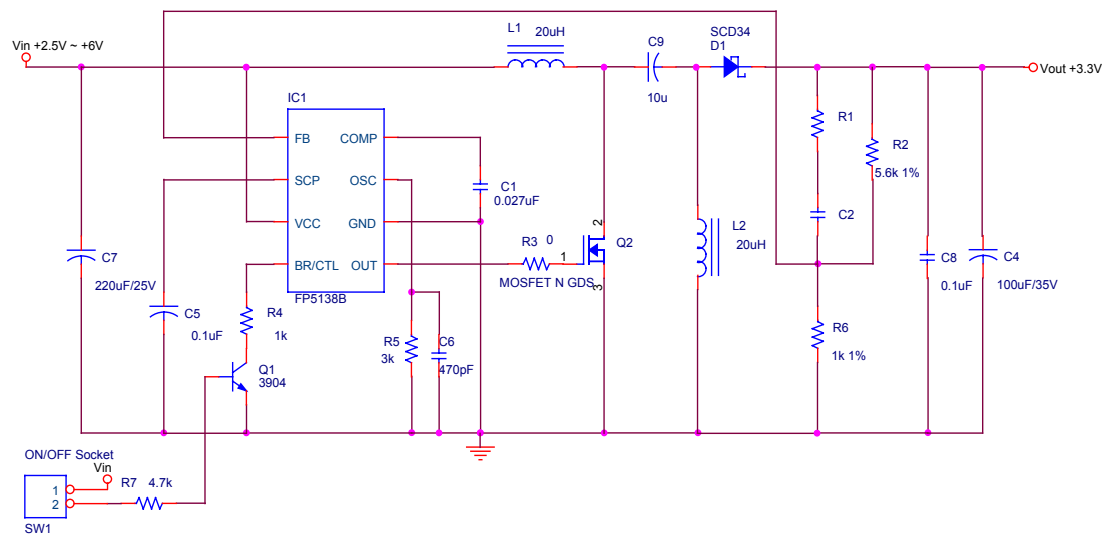 L1
20uH
SCD34
D1
C9
10u
Vin +2.5V ~ +6V
Vout +3.3V
IC1
FB
COMP
SCP
OSC
VCC
GND
BR/CTL
OUT
FP5138B
C1
0.027uF
R1
R2
5.6k 1%
C2
L2
20uH
R3
0
1
2
3
Q2
MOSFET N GDS
C7
220uF/25V
C5
0.1uF
R4
1k
Q1
3904
R5
3k
C6
470pF
R6
1k 1%
C8
0.1uF
C4
100uF/35V
ON/OFF Socket
Vin
1
2
SW1
R7
4.7k